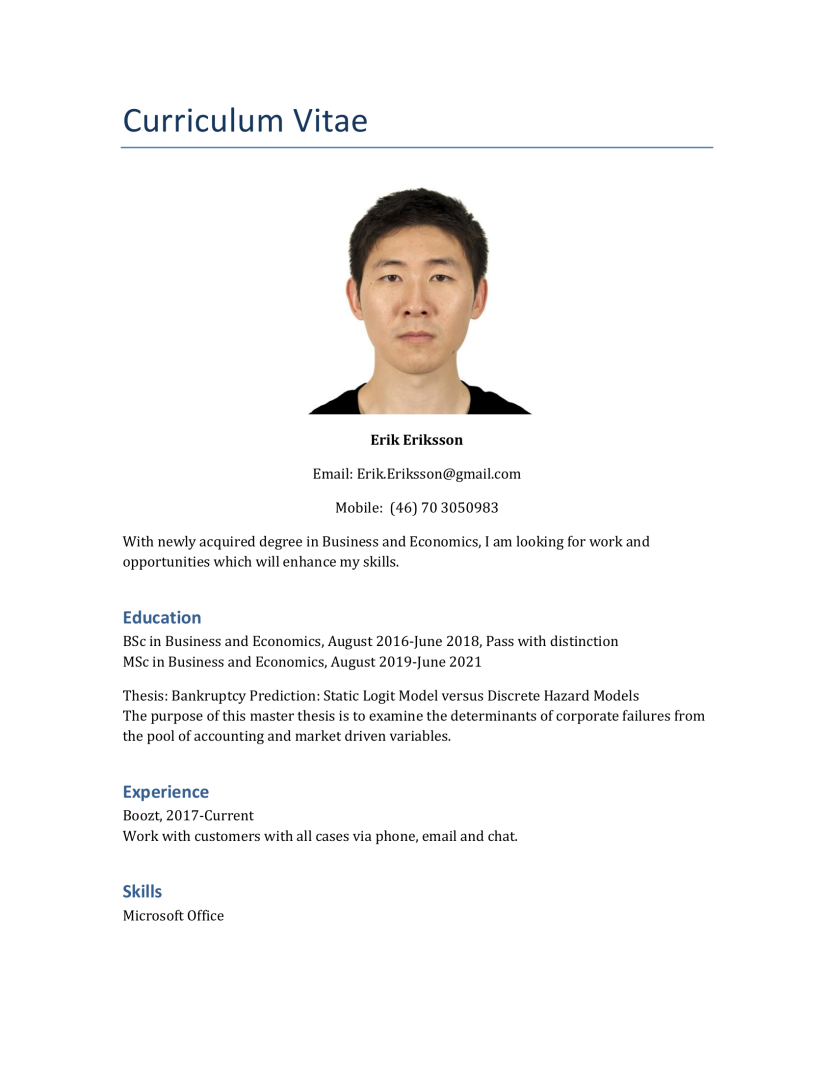 Curriculum Vitae
Erik Eriksson
Email: Erik.Eriksson@gmail.com
Mobile:  (46) 70 3050983
With newly acquired degree in Business and Economics, I am looking for work and
opportunities which will enhance my skills.
Education
BSc in Business and Economics, August 2016-June 2018, Pass with distinction
MSc in Business and Economics, August 2019-June 2021
Thesis: Bankruptcy Prediction: Static Logit Model versus Discrete Hazard Models
The purpose of this master thesis is to examine the determinants of corporate failures from
the pool of accounting and market driven variables.
Experience
Boozt, 2017-Current
Work with customers with all cases via phone, email and chat.
Skills
Microsoft Office